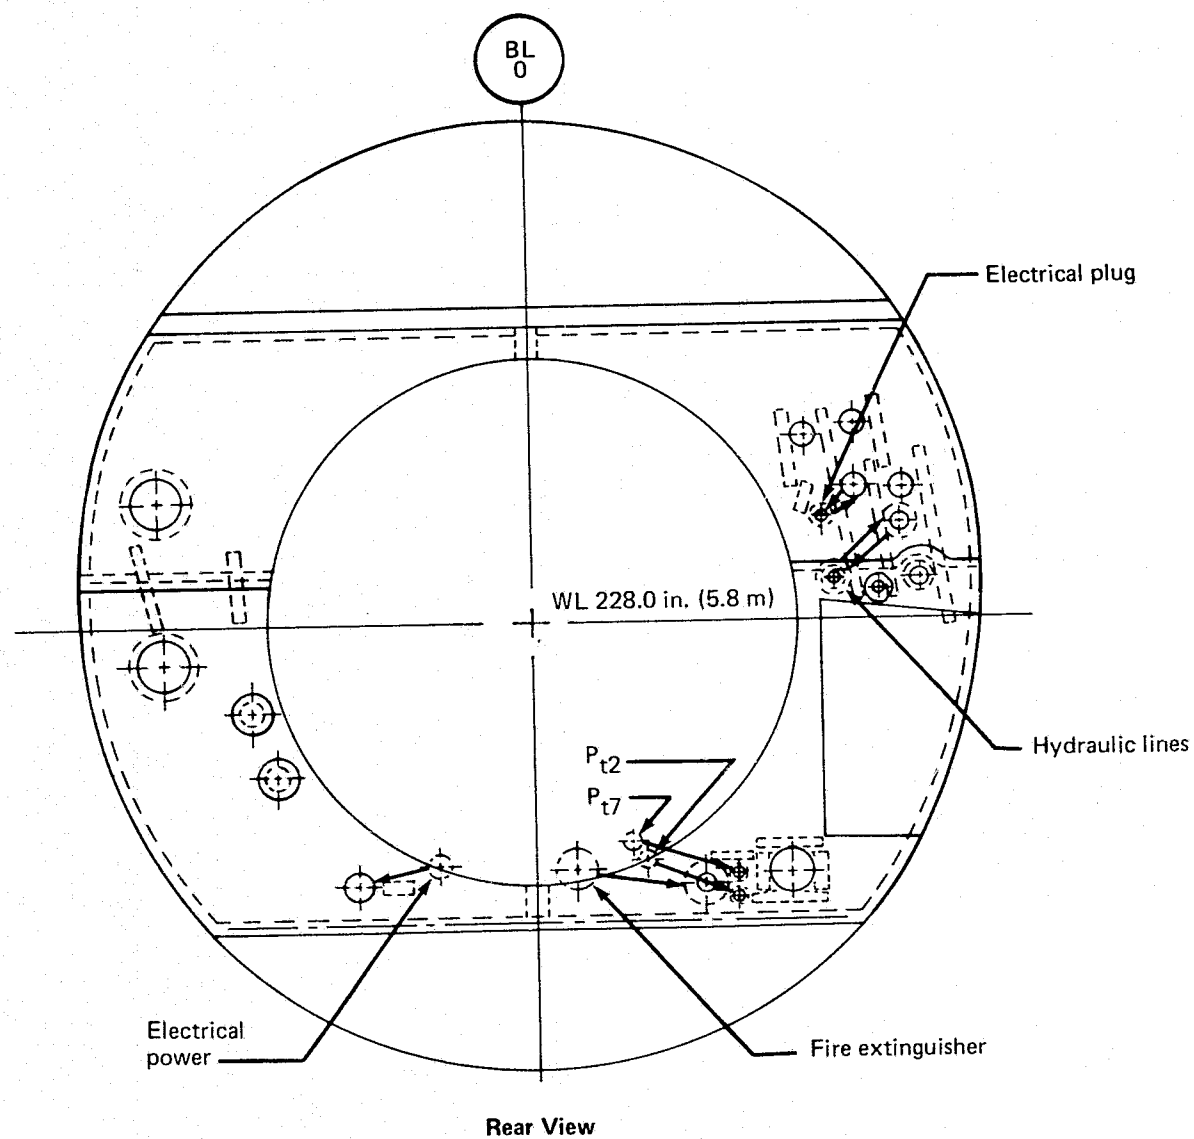 BL
0
Electrical plug
WL 228.0 in. (5.8 m)
Hydraulic lines
Pt2
Pt7
Electrical
power
Fire extinguisher
Rear View